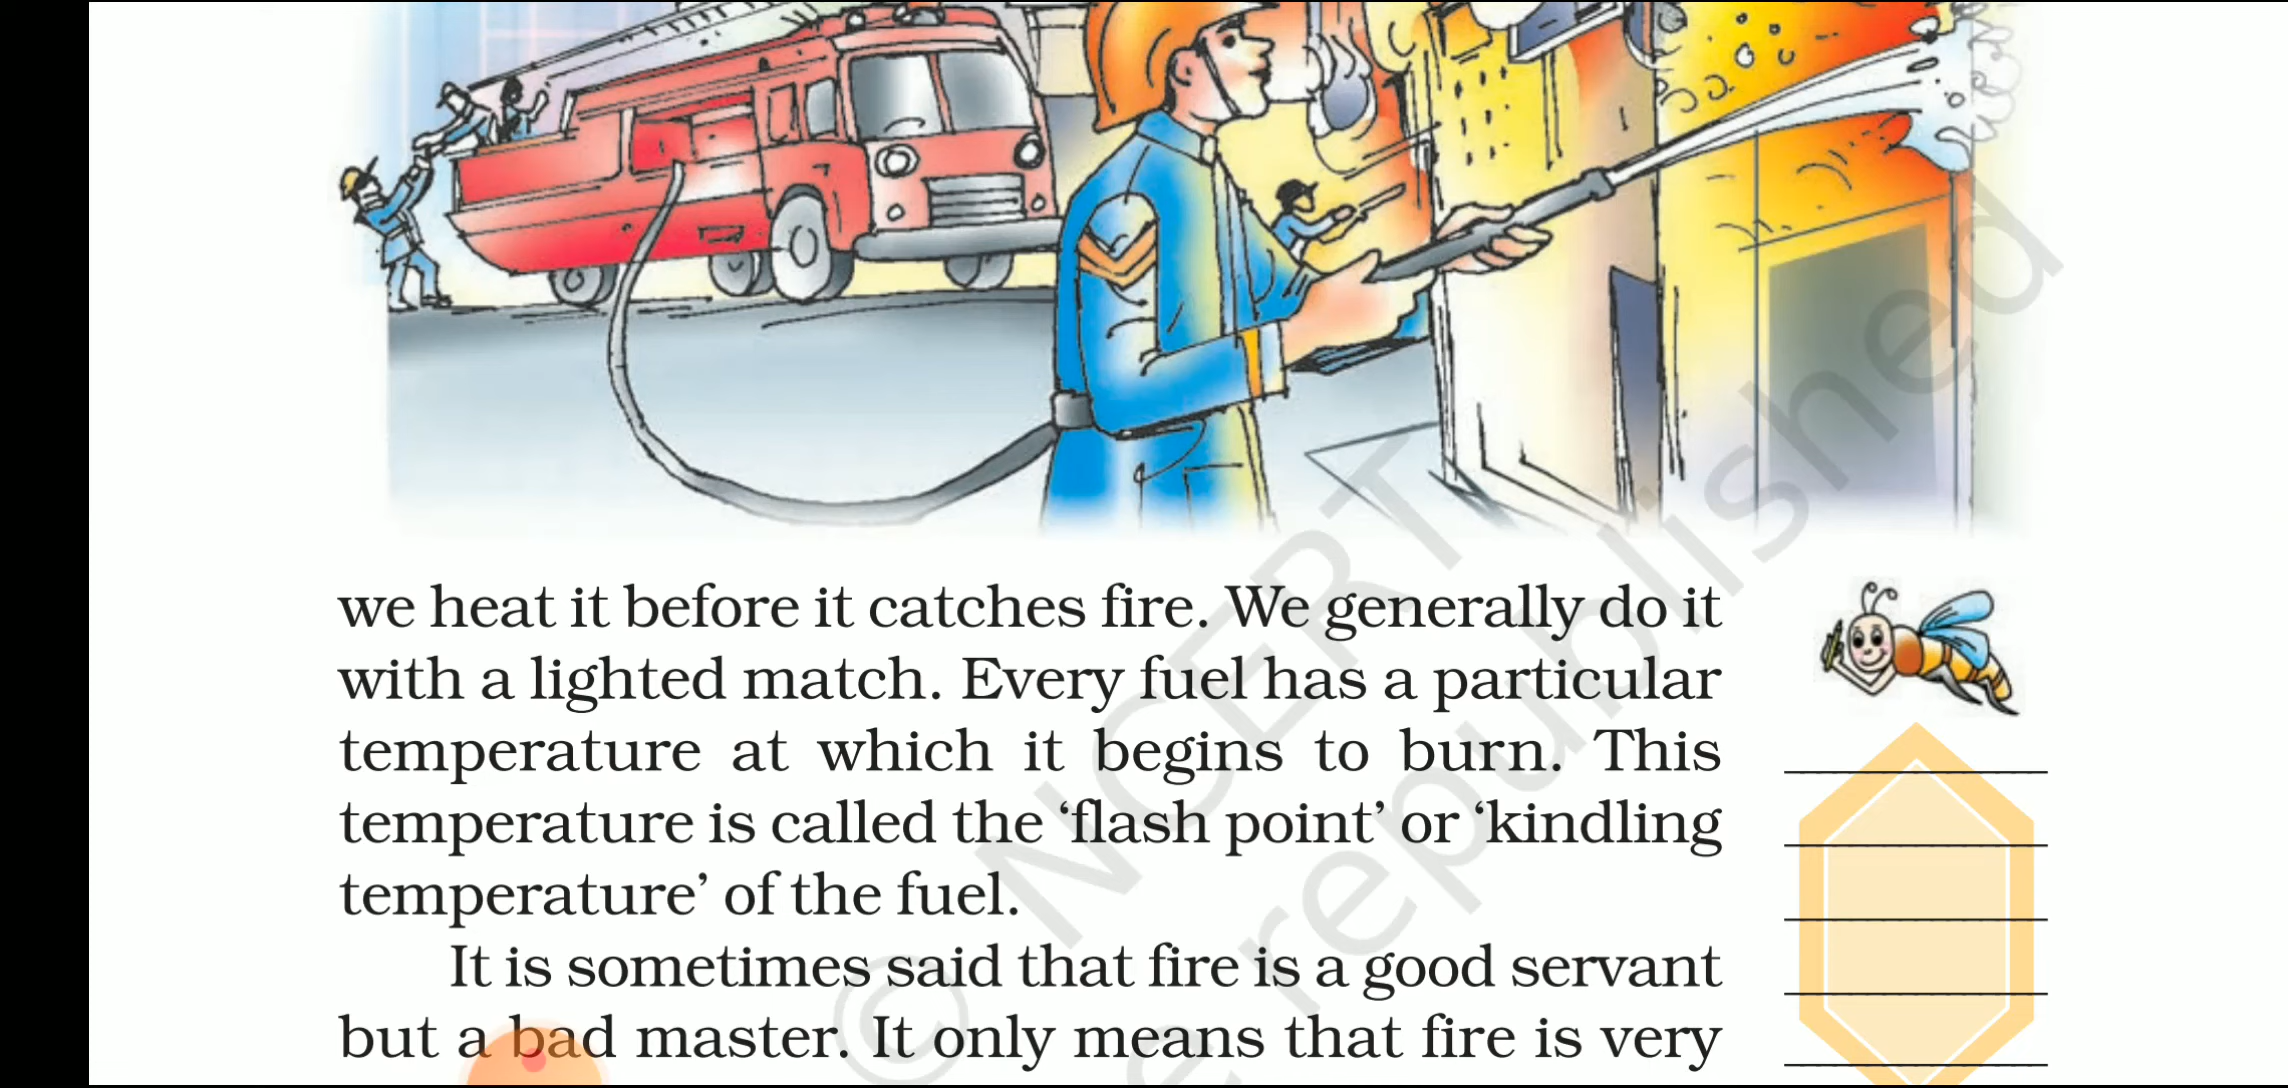 we heat it before it catches fire. We generally do it
with a lighted match. Every fuel has a particular
temperature at which it begins to burn. This
temperature is called the ‘flash point’ or ‘kindling
temperature’ of the fuel.
It is sometimes said that fire is a good servant
but a bad master. It only means that fire is very
© NCERT
republished